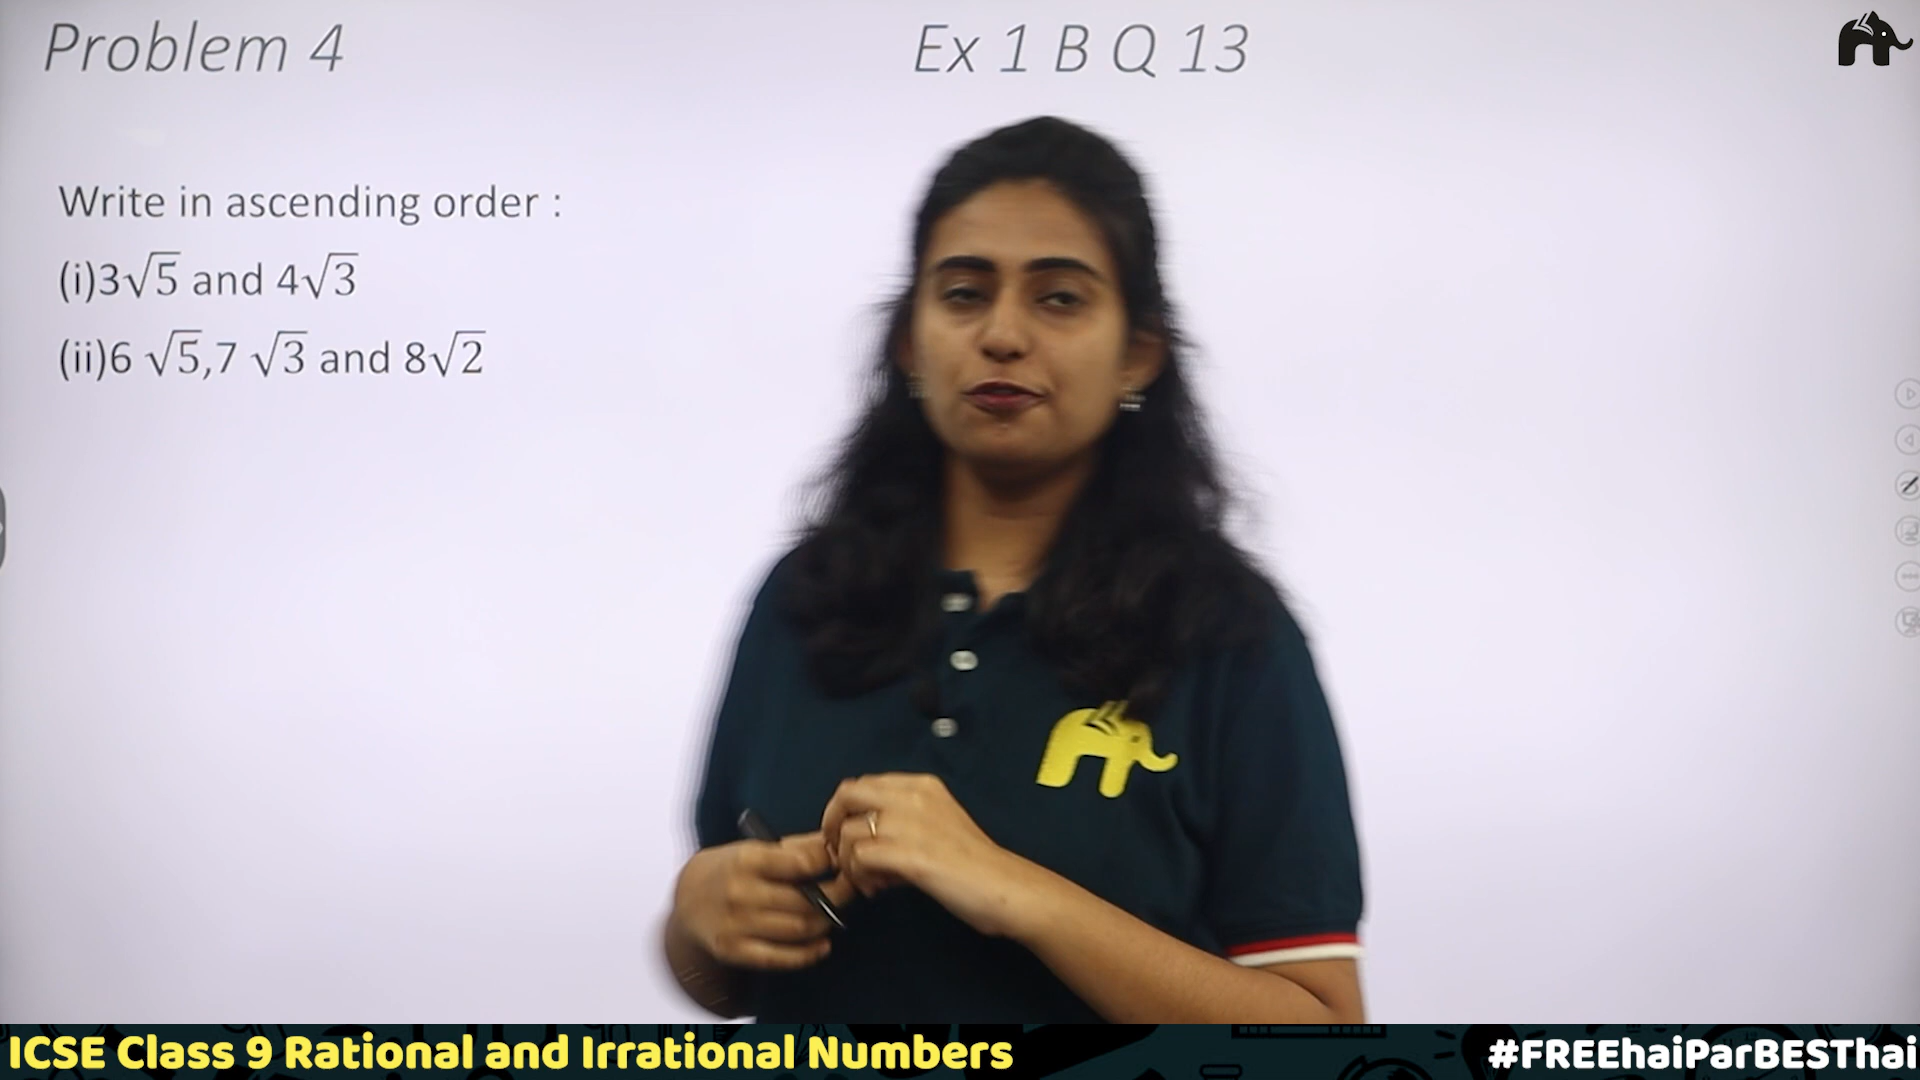 Problem 4
Ex 1 B Q 13
Write in ascending order :
(i)3√5 and 4√3
(ii)6 √5,7 √3 and 8√2
ICSE Class 9 Rational and Irrational Numbers
#FREEhaiParBESThai